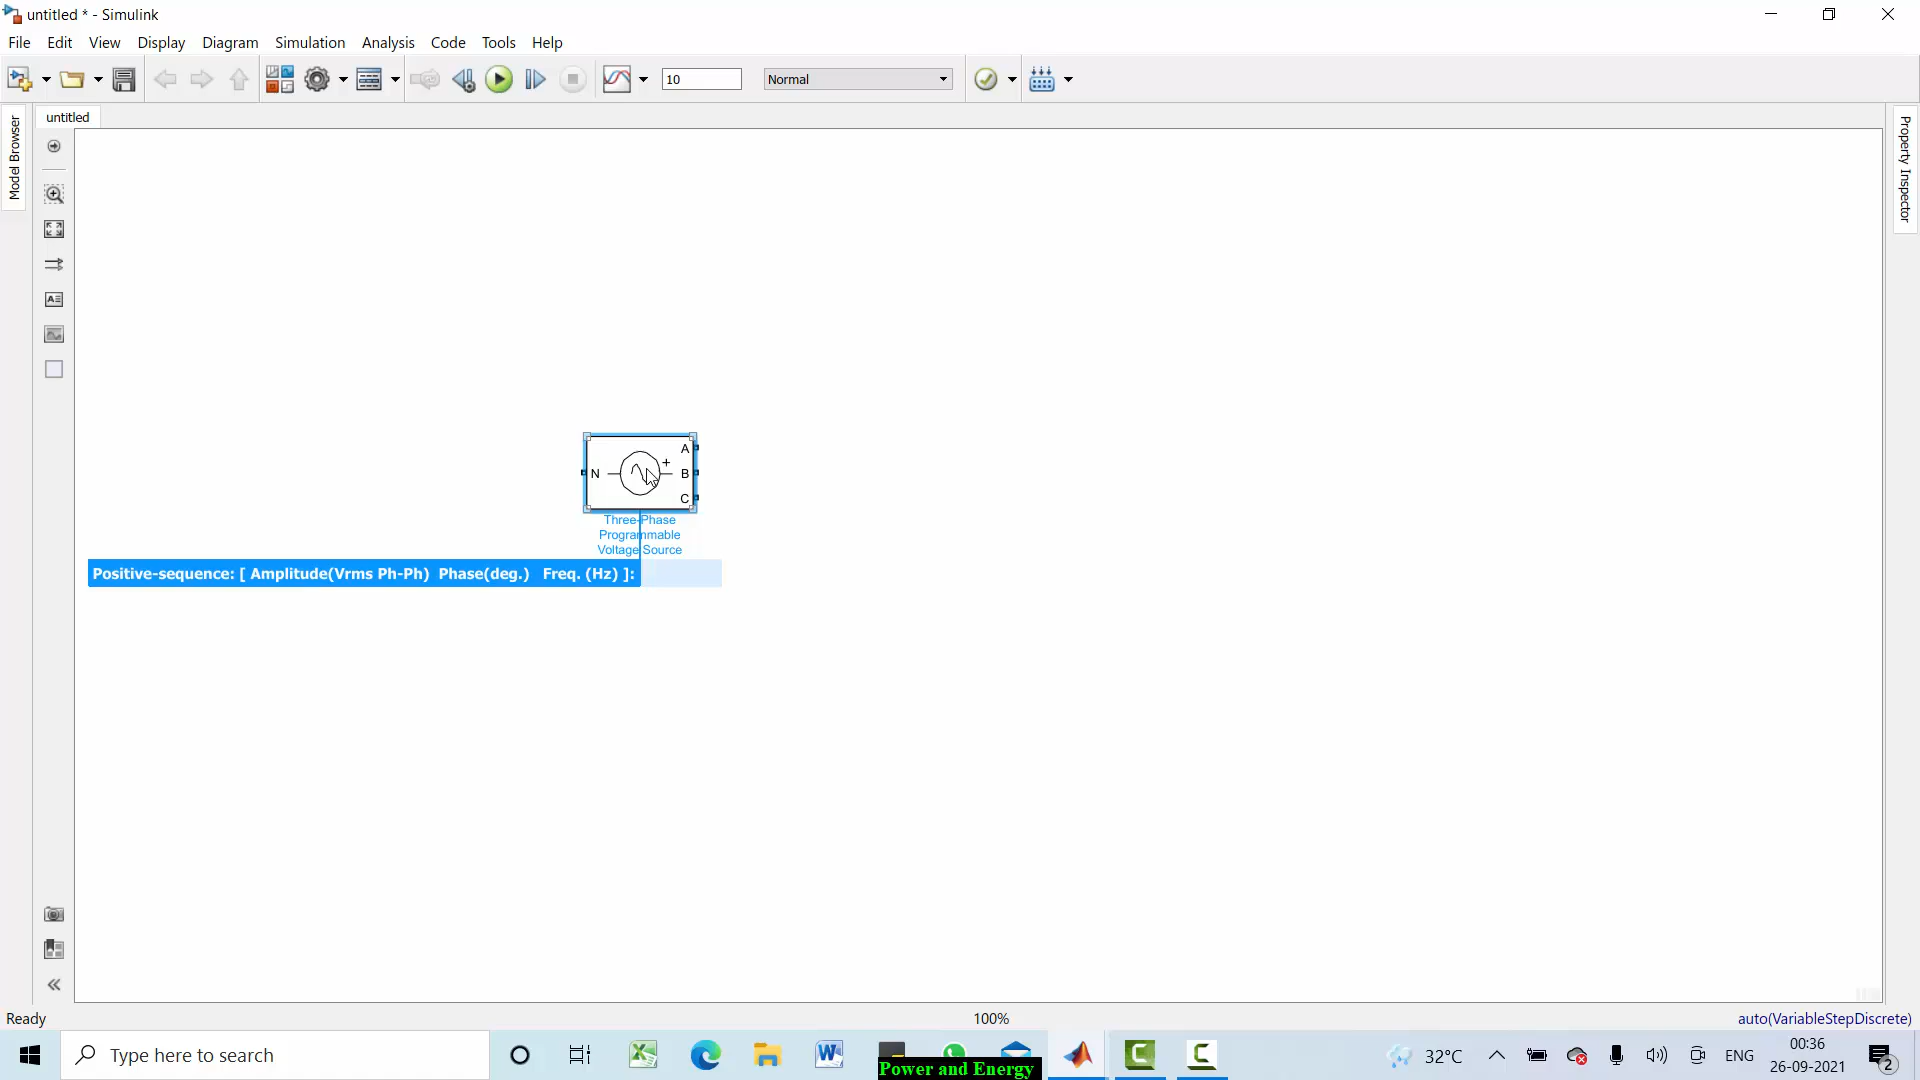 untitled * - Simulink
File Edit View Display Diagram Simulation Analysis Code Tools Help
10 Normal
untitled
Model Browser
Property Inspector
A
N + B
C
Three-Phase
Programmable
Voltage Source
Positive-sequence: [ Amplitude(Vrms Ph-Ph) Phase(deg.) Freq. (Hz) ]:
Ready 100% auto(VariableStepDiscrete)
Type here to search
Power and Energy
32°C ENG
00:36
26-09-2021
2